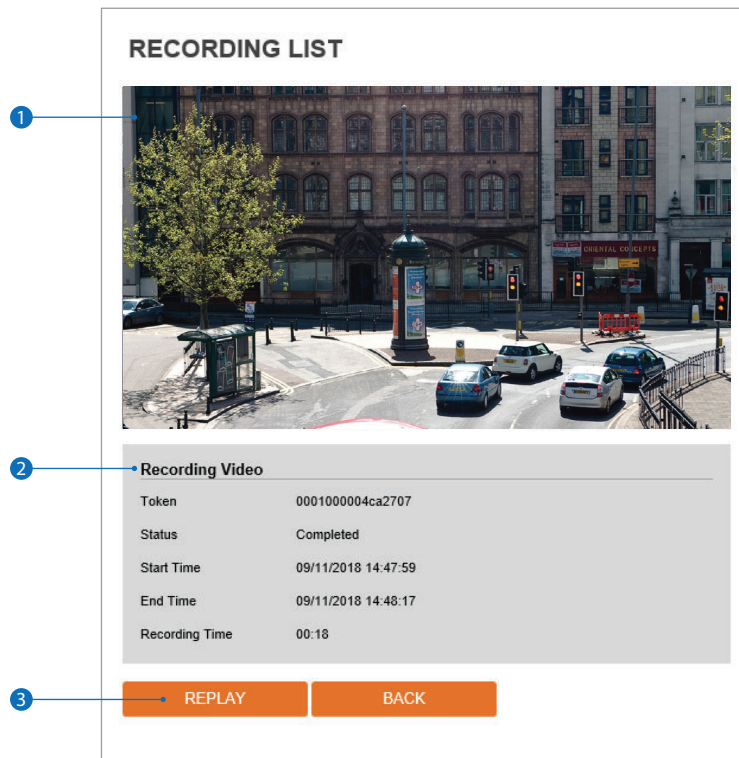 RECORDING LIST
1
ORIENTAL CONCEPTS
2
Recording Video
Token 0001000004ca2707
Status Completed
Start Time 09/11/2018 14:47:59
End Time 09/11/2018 14:48:17
Recording Time 00:18
3
REPLAY BACK